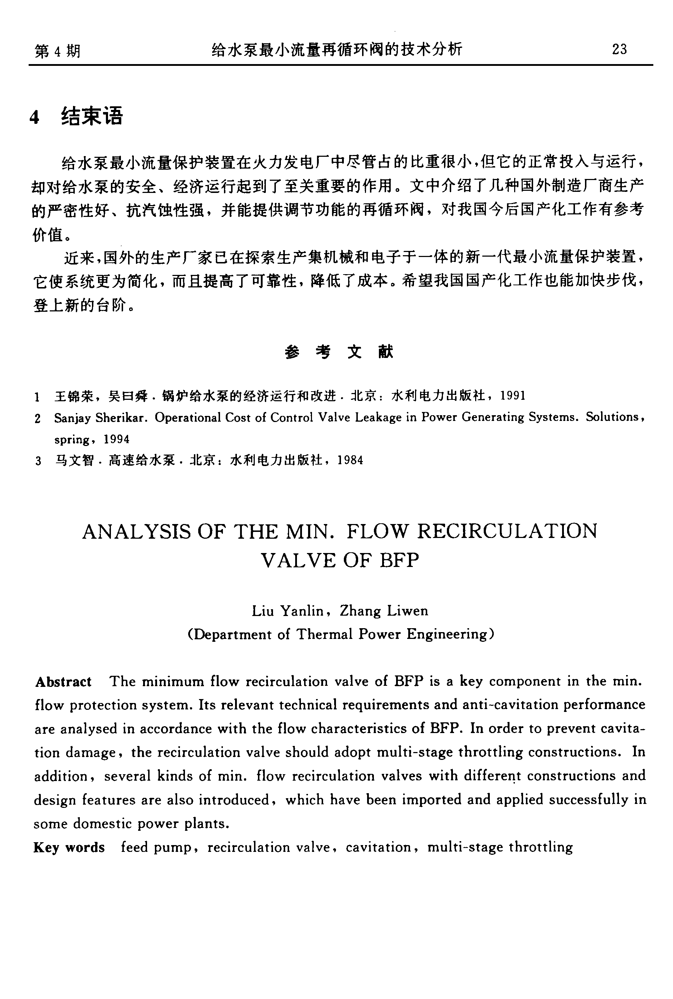 第 4 期 给水泵最小流量再循环阀的技术分析 23
4 结束语
给水泵最小流量保护装置在火力发电厂中尽管占的比重很小,但它的正常投入与运行,
却对给水泵的安全、经济运行起到了至关重要的作用。文中介绍了几种国外制造厂商生产
的严密性好、抗汽蚀性强，并能提供调节功能的再循环阀，对我国今后国产化工作有参考
价值。
近来,国外的生产厂家已在探索生产集机械和电子于一体的新一代最小流量保护装置，
它使系统更为简化，而且提高了可靠性，降低了成本。希望我国国产化工作也能加快步伐，
登上新的台阶。
参 考 文 献
1 王锦荣，吴曰舜．锅炉给水泵的经济运行和改进．北京：水利电力出版社，1991
2 Sanjay Sherikar. Operational Cost of Control Valve Leakage in Power Generating Systems. Solutions,
spring, 1994
3 马文智．高速给水泵．北京：水利电力出版社，1984
ANALYSIS OF THE MIN. FLOW RECIRCULATION
VALVE OF BFP
Liu Yanlin, Zhang Liwen
(Department of Thermal Power Engineering)
Abstract The minimum flow recirculation valve of BFP is a key component in the min.
flow protection system. Its relevant technical requirements and anti-cavitation performance
are analysed in accordance with the flow characteristics of BFP. In order to prevent cavita-
tion damage, the recirculation valve should adopt multi-stage throttling constructions. In
addition, several kinds of min. flow recirculation valves with different constructions and
design features are also introduced, which have been imported and applied successfully in
some domestic power plants.
Key words feed pump, recirculation valve, cavitation, multi-stage throttling